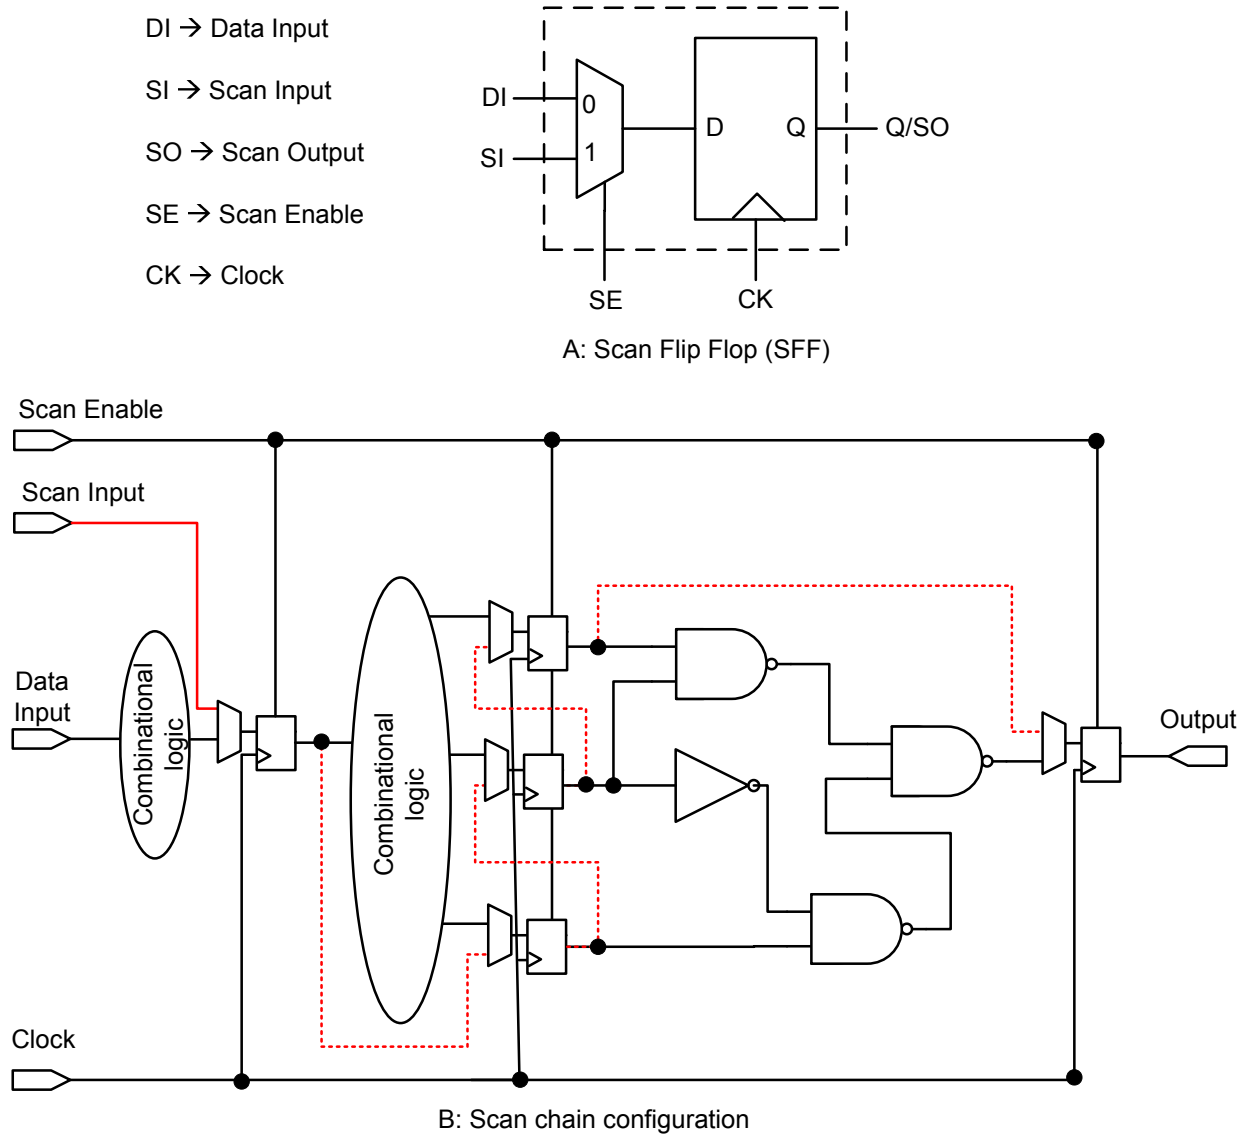 DI → Data Input
SI → Scan Input
SO → Scan Output
SE → Scan Enable
CK → Clock
DI
0
D
Q
Q/SO
SI
1
SE
CK
A: Scan Flip Flop (SFF)
Scan Enable
Scan Input
Data
Input
Combinational
logic
Combinational
logic
Output
Clock
B: Scan chain configuration